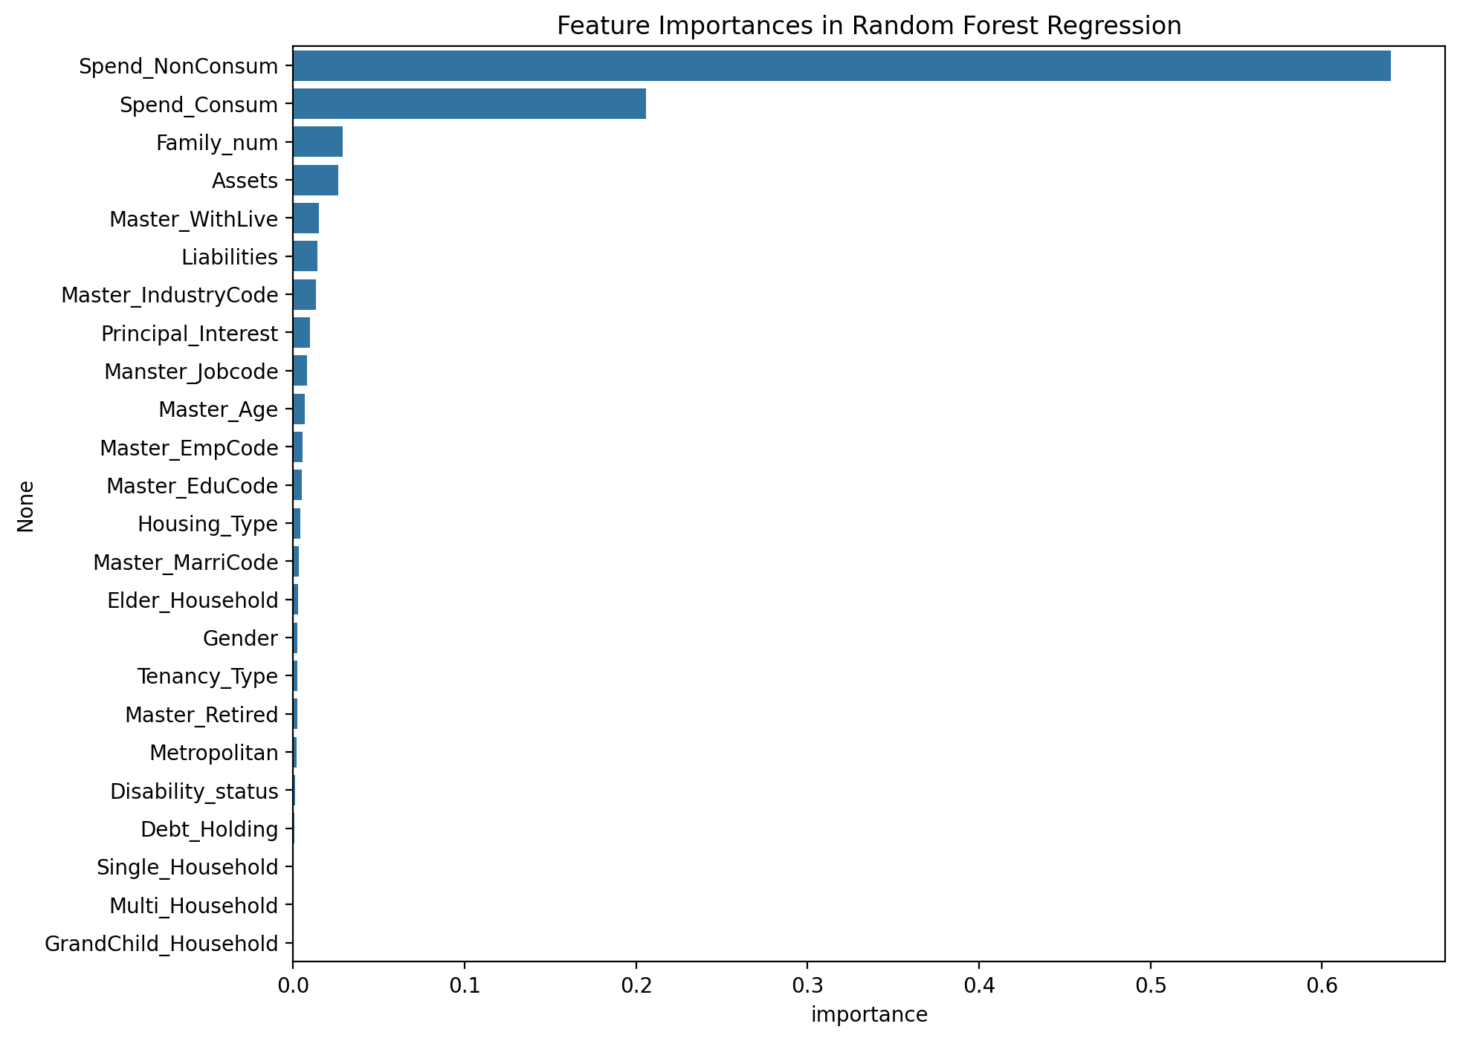 Feature Importances in Random Forest Regression
Spend_NonConsum
Spend_Consum
Family_num
Assets
Master_WithLive
Liabilities
Master_IndustryCode
Principal_Interest
Manster_Jobcode
Master_Age
Master_EmpCode
Master_EduCode
Housing_Type
Master_MarriCode
Elder_Household
Gender
Tenancy_Type
Master_Retired
Metropolitan
Disability_status
Debt_Holding
Single_Household
Multi_Household
GrandChild_Household
None
0.0 0.1 0.2 0.3 0.4 0.5 0.6
importance